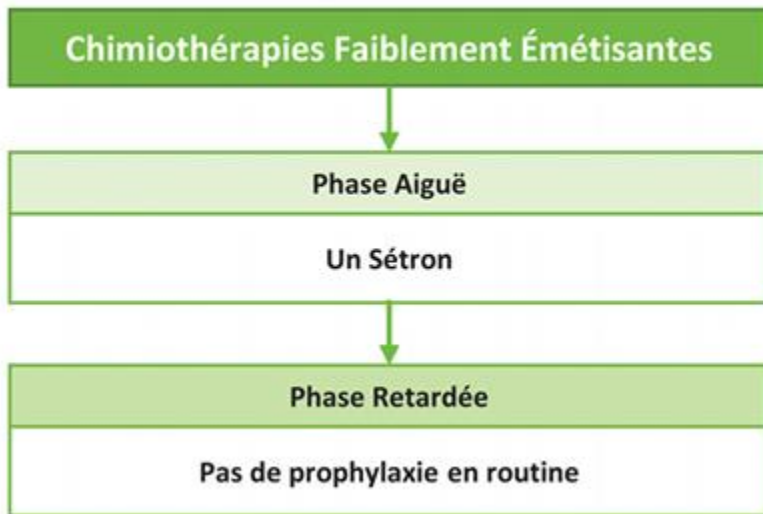 Chimiothérapies Faiblement Émétisantes
Phase Aiguë
Un Sétron
Phase Retardée
Pas de prophylaxie en routine